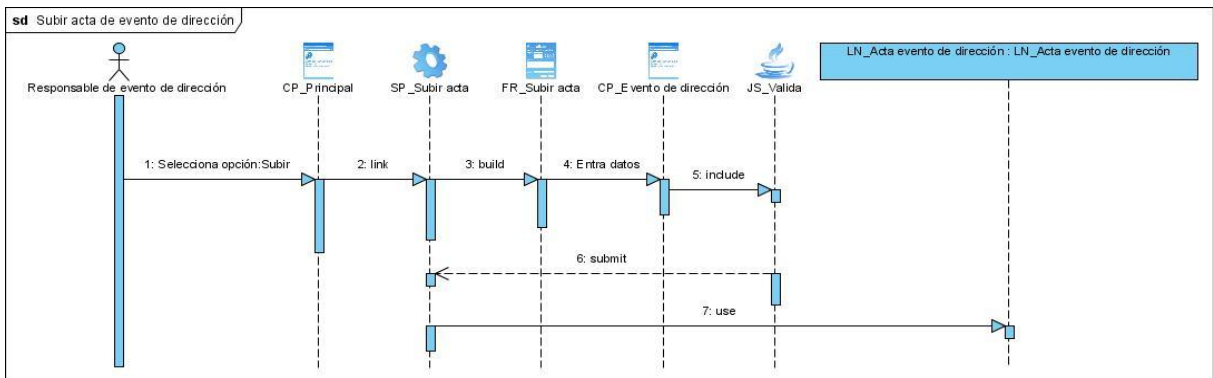 sd Subir acta de evento de dirección
LN_Acta evento de dirección : LN_Acta evento de dirección
Responsable de evento de dirección
CP_Principal
SP_Subir acta
FR_Subir acta
CP_Evento de dirección
JS_Valida
1: Selecciona opción:Subir
2: link
3: build
4: Entra datos
5: include
6: submit
7: use